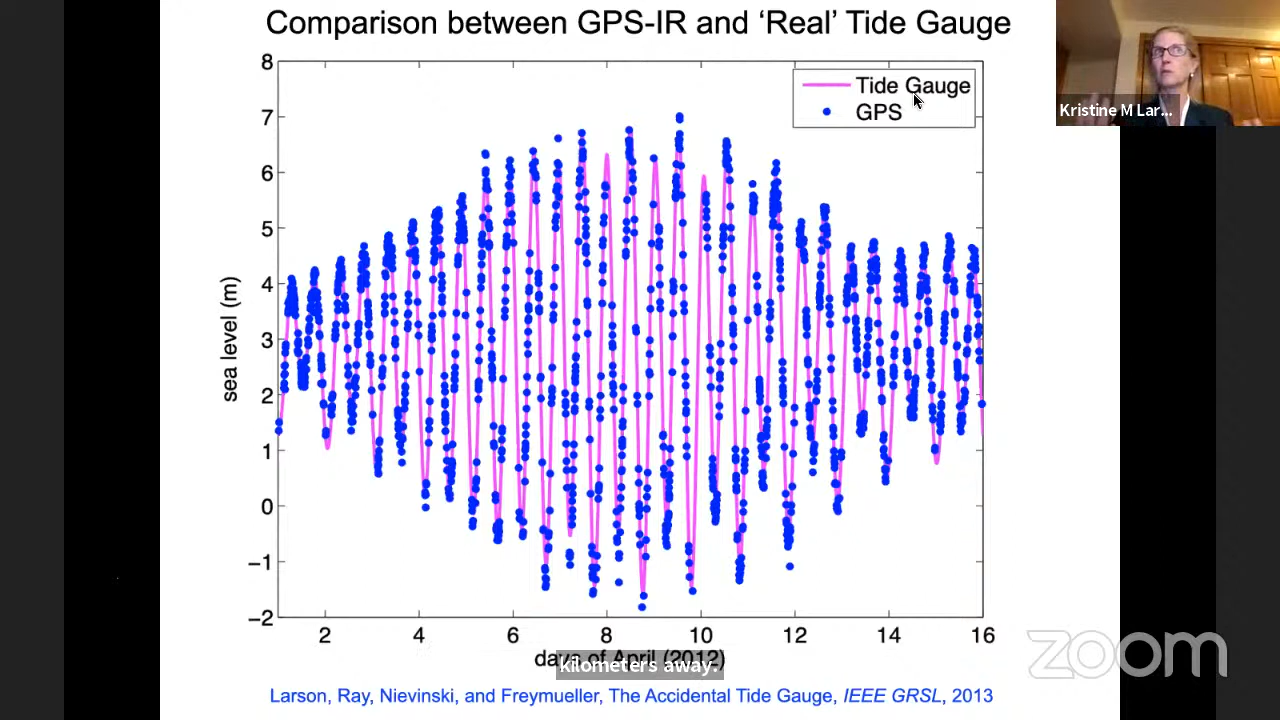 Comparison between GPS-IR and ‘Real’ Tide Gauge
Kristine M Lar...
Tide Gauge
GPS
8
7
6
5
4
3
2
1
0
−1
−2
sea level (m)
2 4 6 8 10 12 14 16
days of April (2012)
kilometers away.
zoom
Larson, Ray, Nievinski, and Freymueller, The Accidental Tide Gauge, IEEE GRSL, 2013